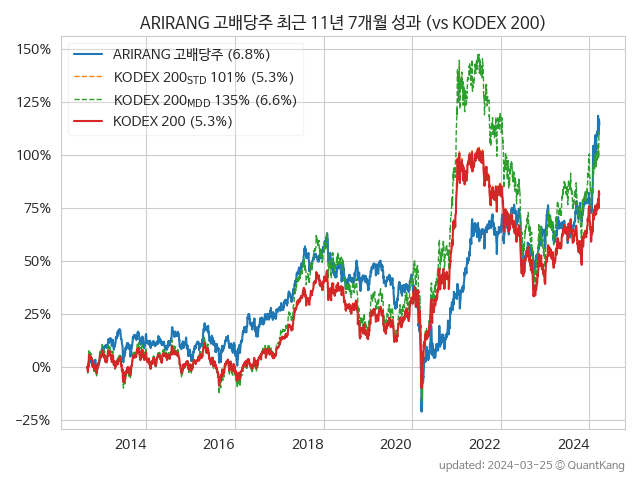 ARIRANG 고배당주 최근 11년 7개월 성과 (vs KODEX 200)
ARIRANG 고배당주 (6.8%)
KODEX 200STD 101% (5.3%)
KODEX 200MDD 135% (6.6%)
KODEX 200 (5.3%)
150%
125%
100%
75%
50%
25%
0%
−25%
2014 2016 2018 2020 2022 2024
updated: 2024-03-25 ⓒ QuantKang